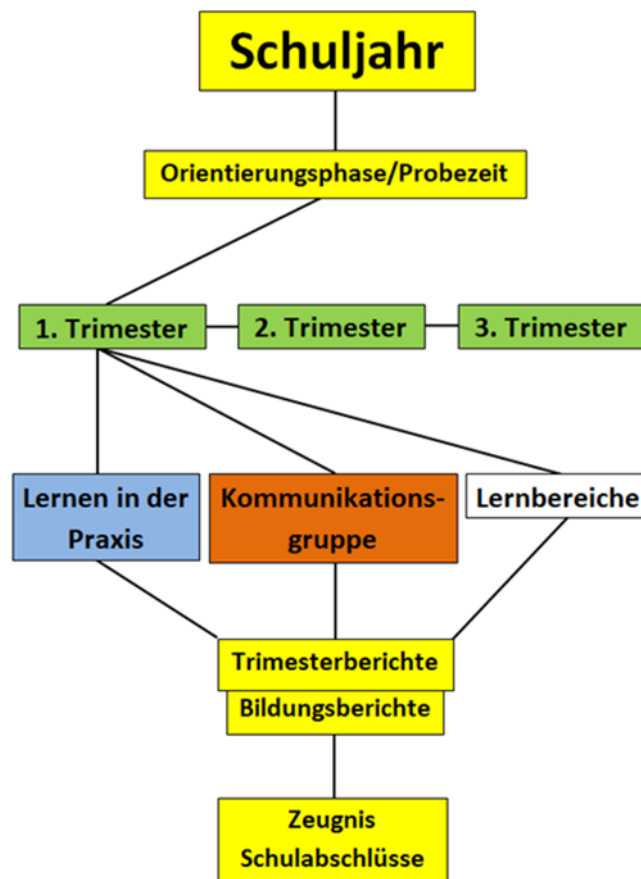 Schuljahr
Orientierungsphase/Probezeit
1. Trimester
2. Trimester
3. Trimester
Lernen in der
Praxis
Kommunikations-
gruppe
Lernbereiche
Trimesterberichte
Bildungsberichte
Zeugnis
Schulabschlüsse